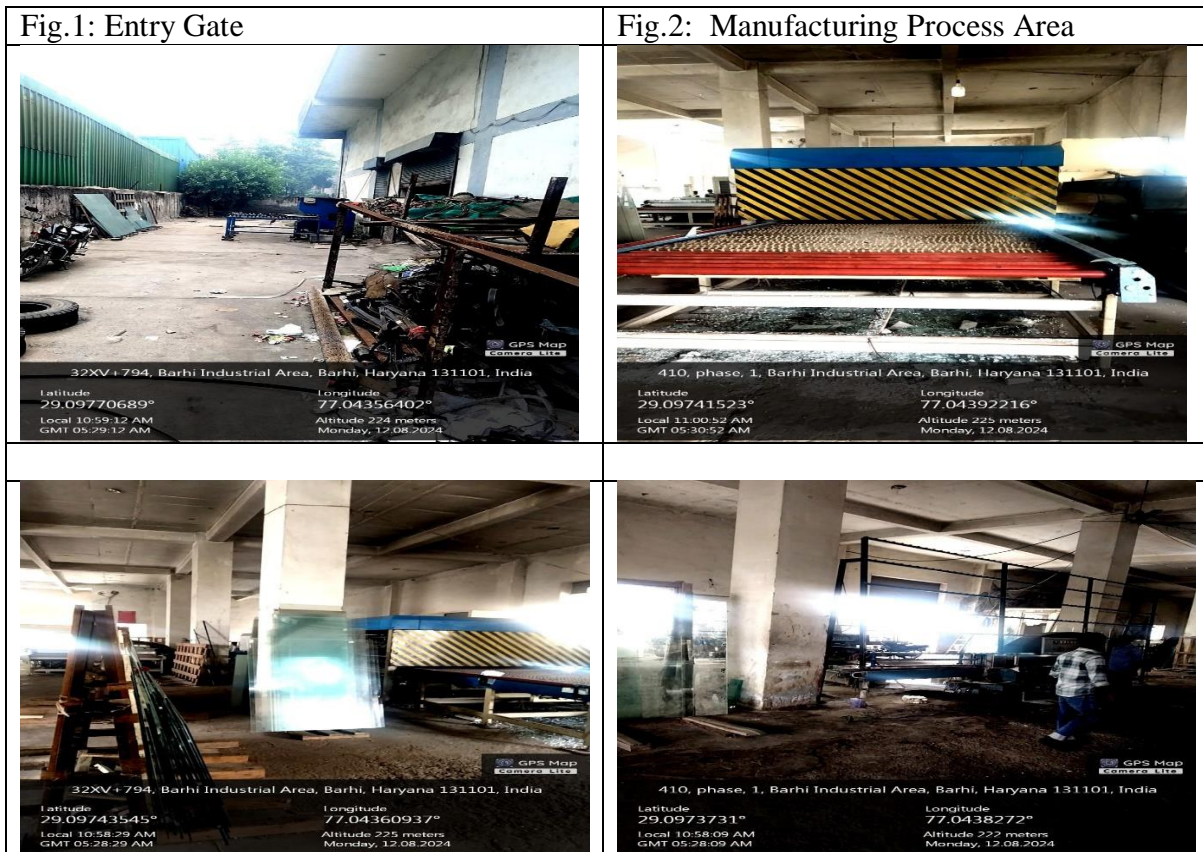 Fig.1: Entry Gate
Fig.2: Manufacturing Process Area
GPS Map
Camera Lite
32XV+794, Barhi Industrial Area, Barhi, Haryana 131101, India
Latitude
29.09770689°
Local 10:59:12 AM
GMT 05:29:12 AM
Longitude
77.04356402°
Altitude 224 meters
Monday, 12.08.2024
GPS Map
Camera Lite
410, phase, 1, Barhi Industrial Area, Barhi, Haryana 131101, India
Latitude
29.09741523°
Local 11:00:52 AM
GMT 05:30:52 AM
Longitude
77.04392216°
Altitude 225 meters
Monday, 12.08.2024
GPS Map
Camera Lite
32XV+794, Barhi Industrial Area, Barhi, Haryana 131101, India
Latitude
29.09743545°
Local 10:58:29 AM
GMT 05:28:29 AM
Longitude
77.04360937°
Altitude 225 meters
Monday, 12.08.2024
GPS Map
Camera Lite
410, phase, 1, Barhi Industrial Area, Barhi, Haryana 131101, India
Latitude
29.0973731°
Local 10:58:09 AM
GMT 05:28:09 AM
Longitude
77.0438272°
Altitude 222 meters
Monday, 12.08.2024